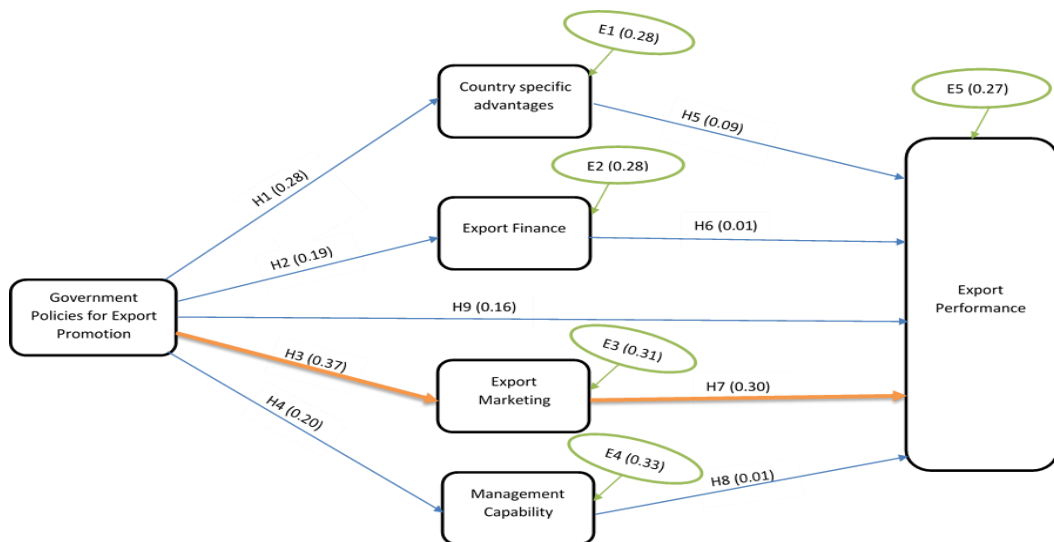 E1 (0.28)
Country specific
advantages
E5 (0.27)
H5 (0.09)
E2 (0.28)
H1 (0.28)
Export Finance
H6 (0.01)
H2 (0.19)
Government
Policies for Export
Promotion
H9 (0.16)
Export
Performance
H3 (0.37)
E3 (0.31)
Export
Marketing
H7 (0.30)
H4 (0.20)
E4 (0.33)
Management
Capability
H8 (0.01)